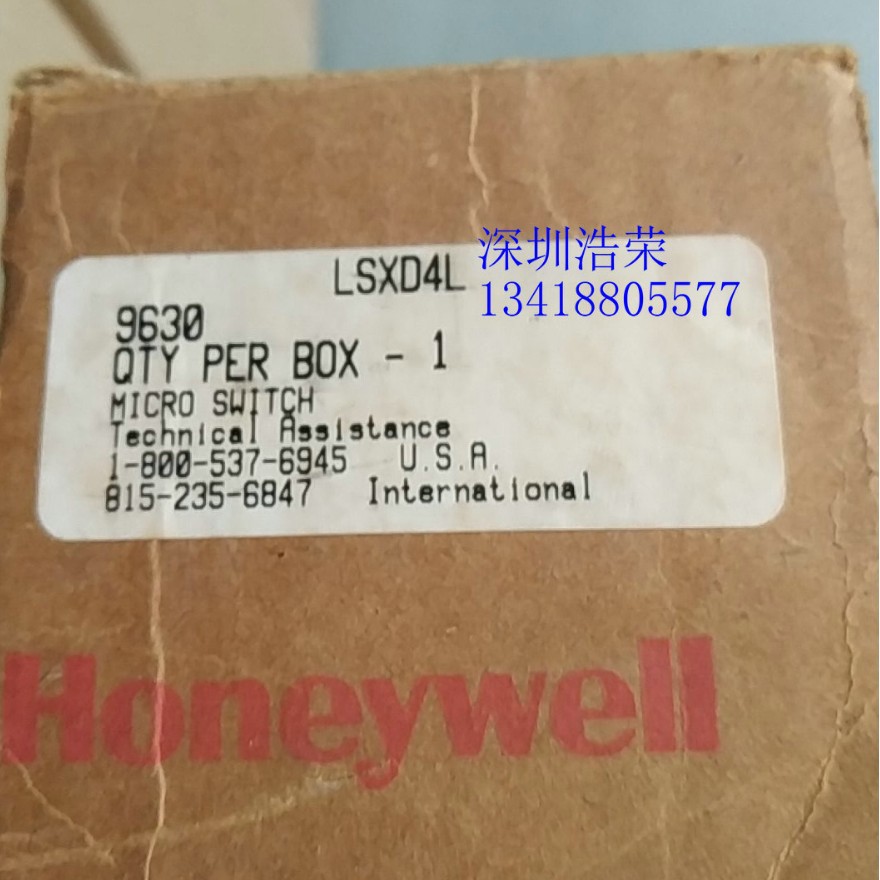 LSXD4L
深圳浩荣
13418805577
9630
QTY PER BOX - 1
MICRO SWITCH
Technical Assistance
1-800-537-6945 U.S.A.
815-235-6847 International
Honeywell